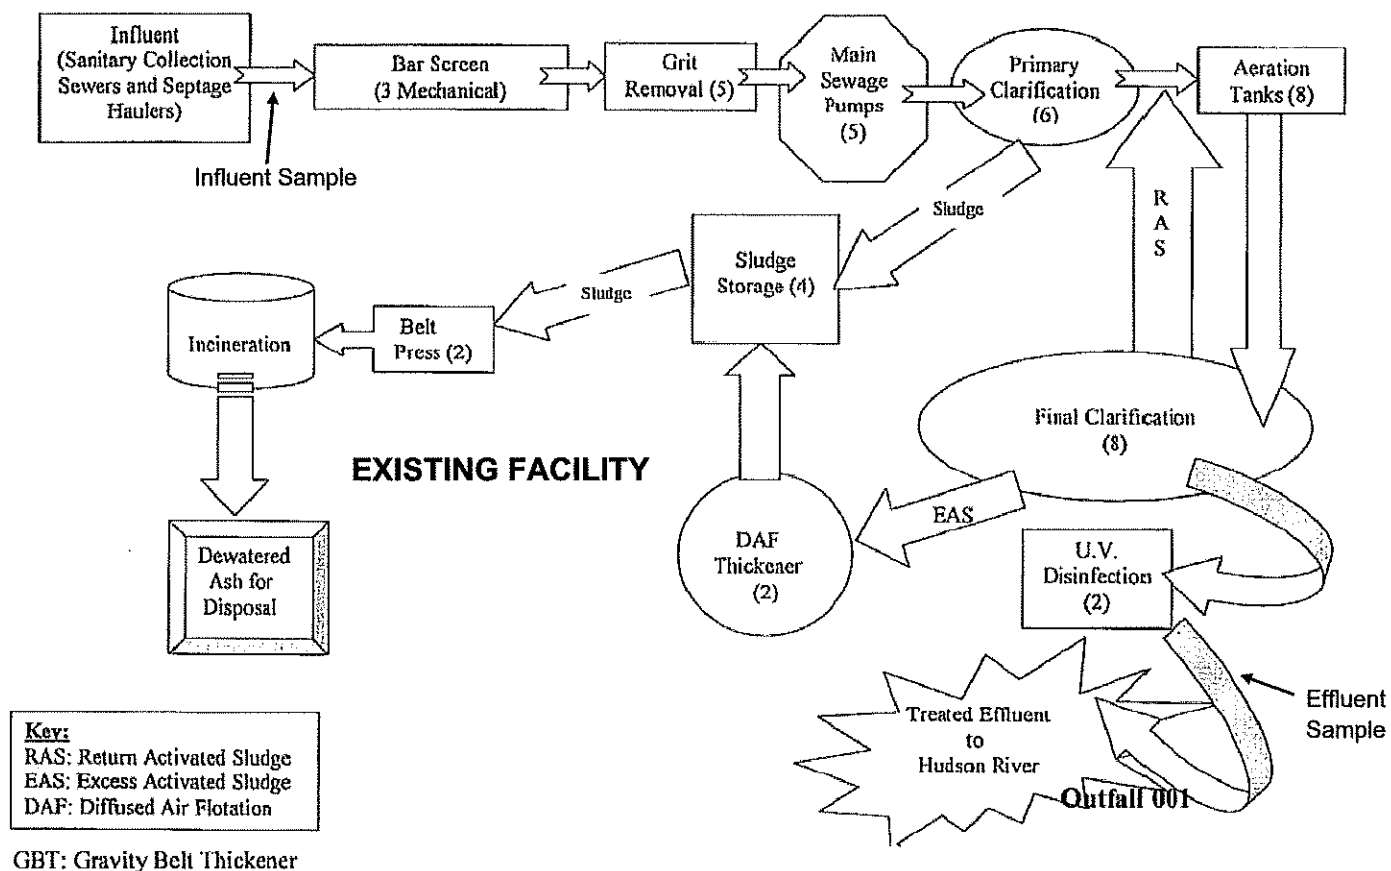 Influent
(Sanitary Collection
Sewers and Septage
Haulers)
Bar Screen
(3 Mechanical)
Grit
Removal (5)
Main
Sewage
Pumps
(5)
Primary
Clarification
(6)
Aeration
Tanks (8)
Influent Sample
Sludge
RAS
Sludge
Storage (4)
Sludge
Belt
Press (2)
Incineration
Final Clarification
(8)
EXISTING FACILITY
EAS
DAF
Thickener
(2)
U.V.
Disinfection
(2)
Dewatered
Ash for
Disposal
Effluent
Sample
Treated Effluent
to
Hudson River
Outfall 001
Key:
RAS: Return Activated Sludge
EAS: Excess Activated Sludge
DAF: Diffused Air Flotation
GBT: Gravity Belt Thickener